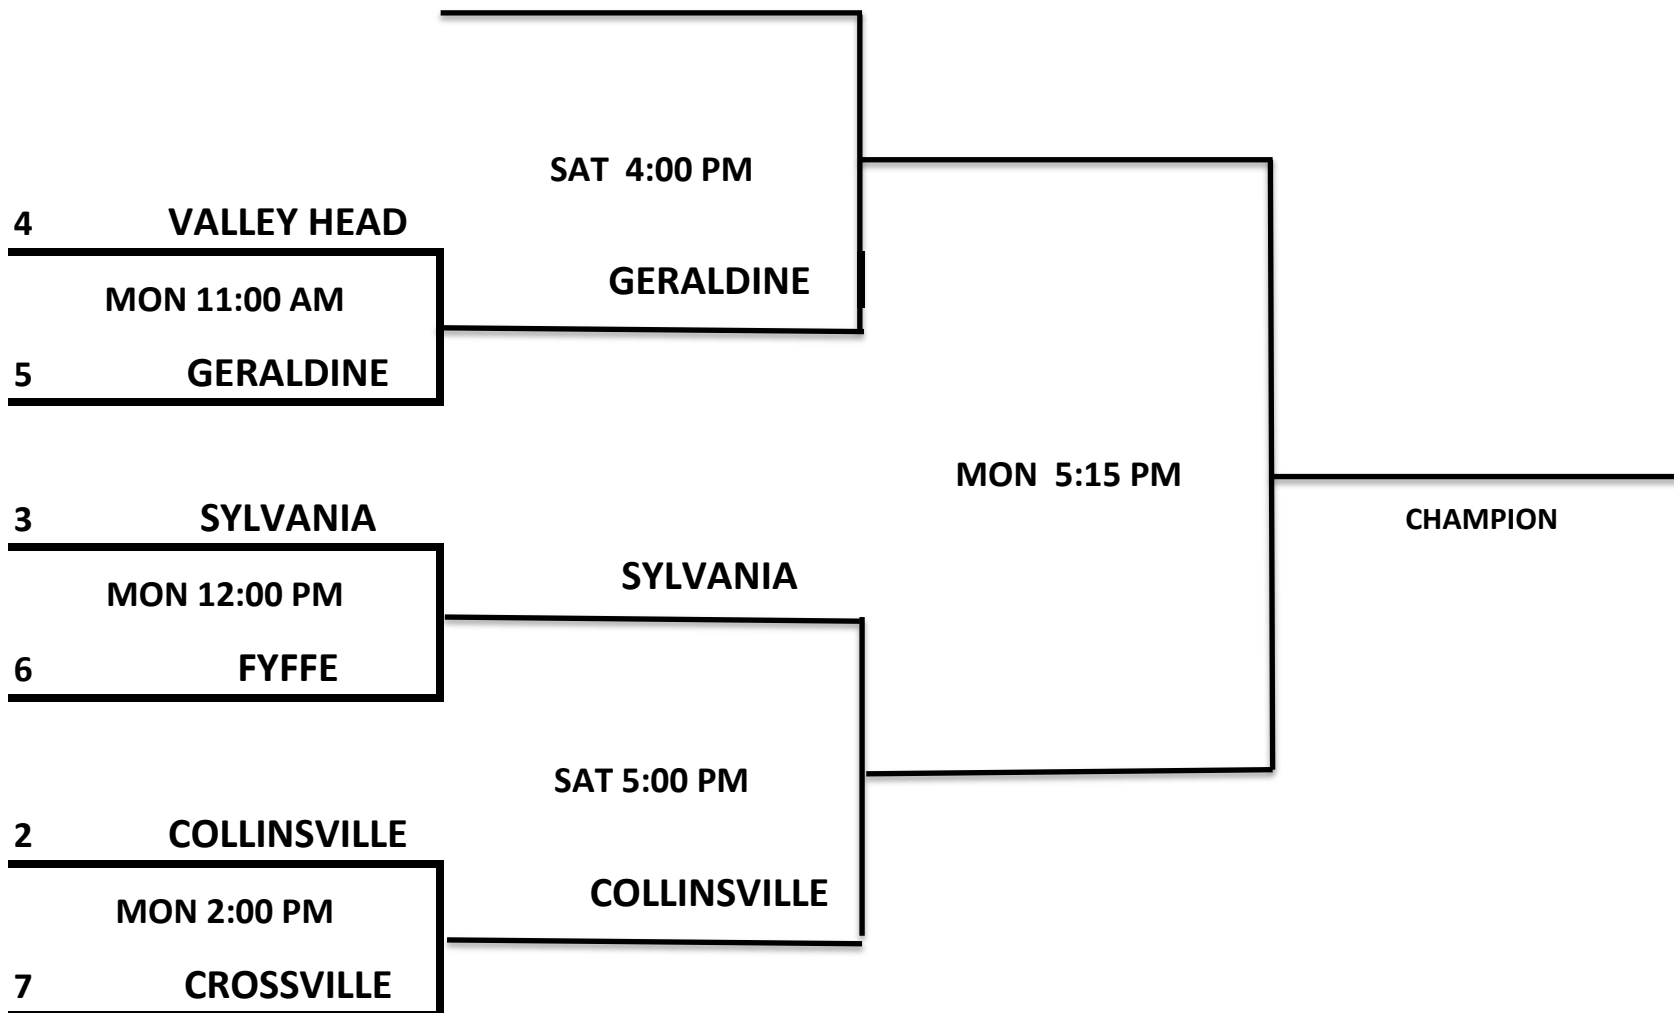 SAT 4:00 PM
4 VALLEY HEAD
MON 11:00 AM
GERALDINE
5 GERALDINE
3 SYLVANIA
MON 12:00 PM
SYLVANIA
6 FYFFE
MON 5:15 PM
CHAMPION
SAT 5:00 PM
2 COLLINSVILLE
MON 2:00 PM
COLLINSVILLE
7 CROSSVILLE